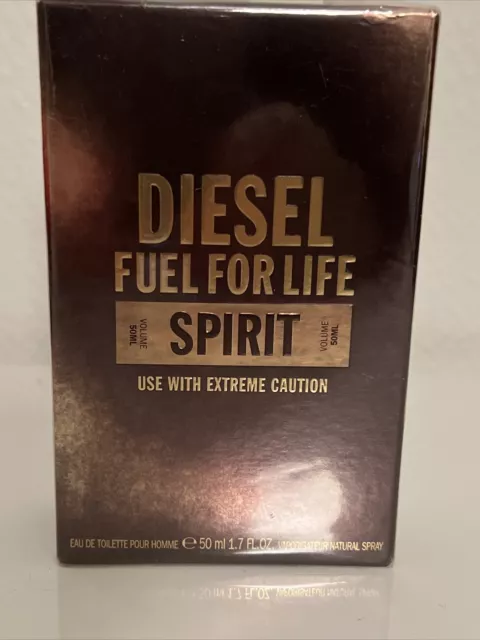 DIESEL
FUEL FOR LIFE
VOLUME 50ML SPIRIT VOLUME 50ML
USE WITH EXTREME CAUTION
EAU DE TOILETTE POUR HOMME ℮ 50 ml 1.7 FL.OZ. VAPORISATEUR NATURAL SPRAY